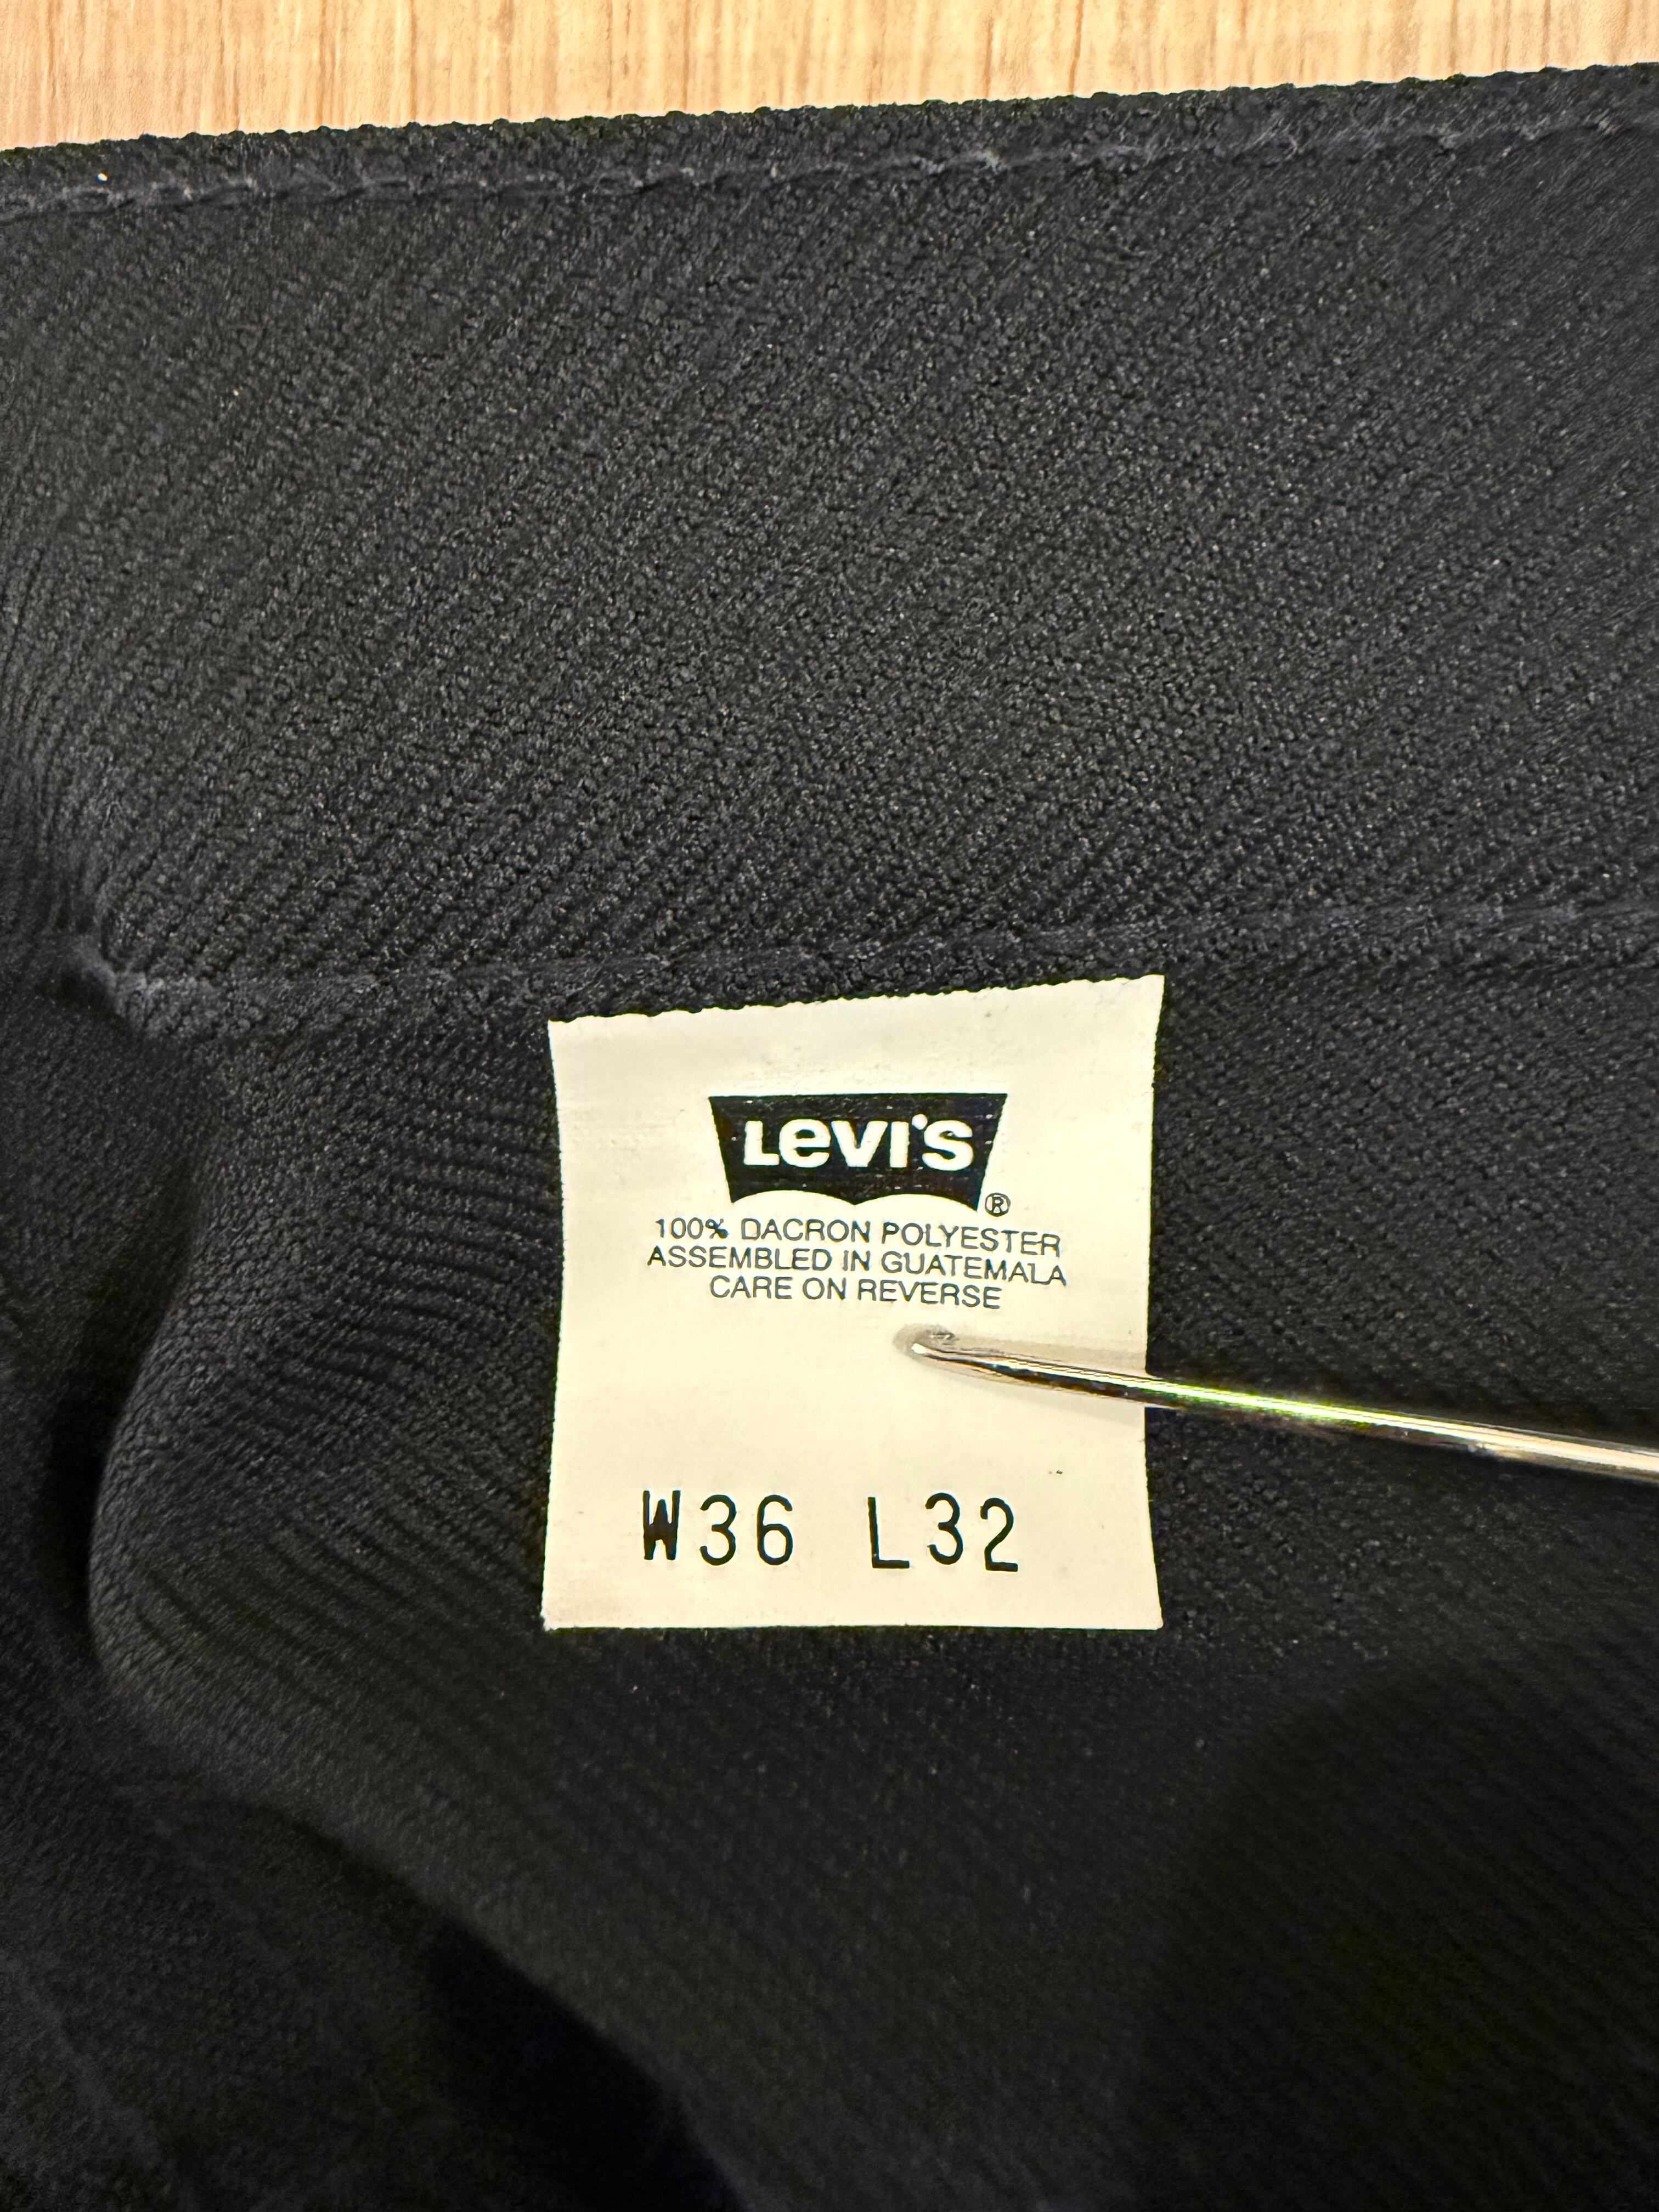 LEVI'S
®
100% DACRON POLYESTER
ASSEMBLED IN GUATEMALA
CARE ON REVERSE
W36 L32